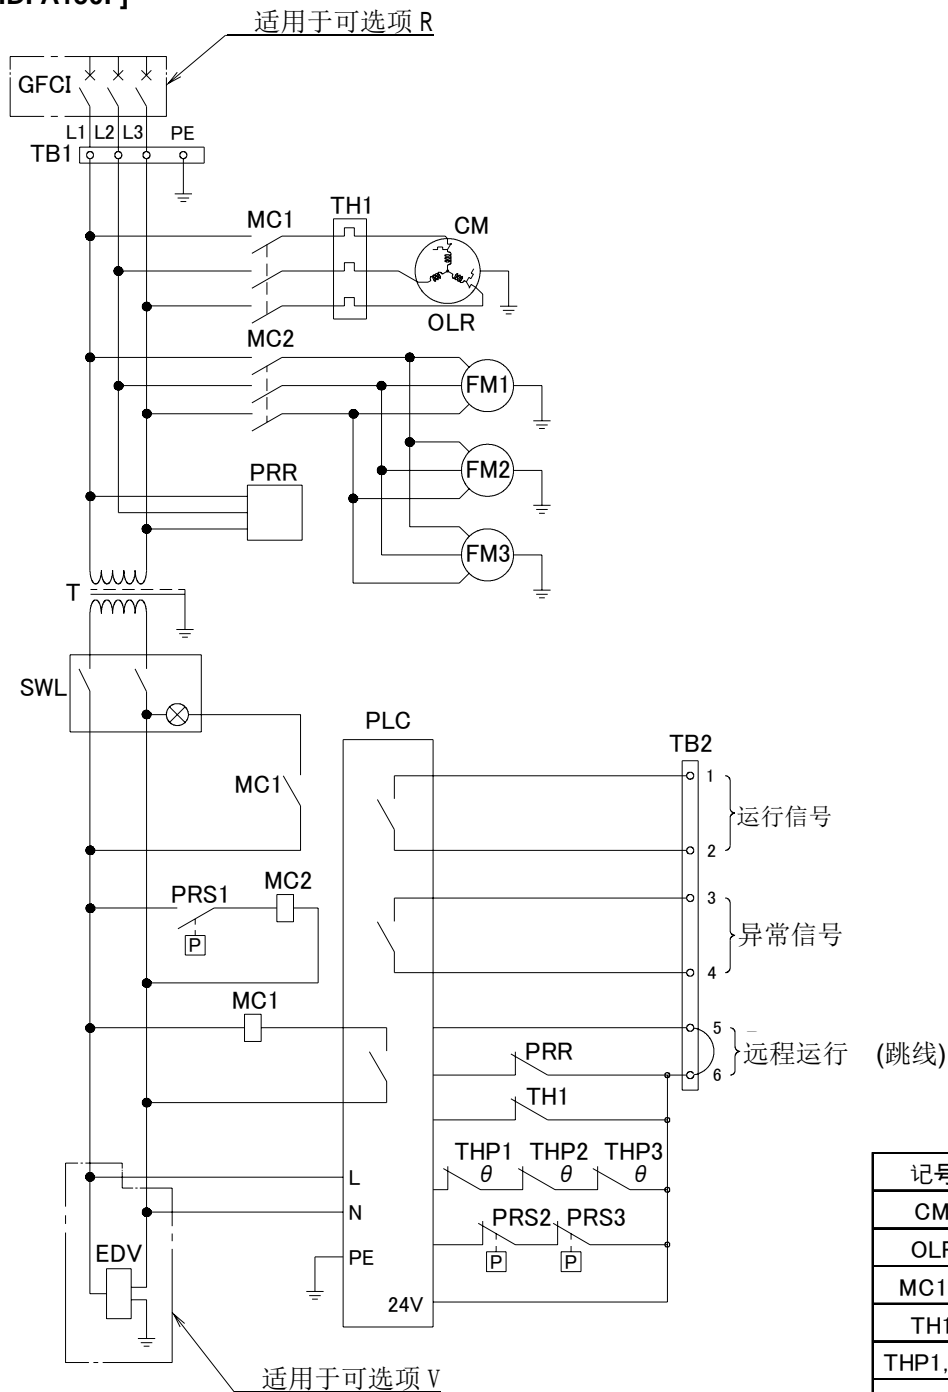 适用于可选项 R
GFCI
L1 L2 L3 PE
TB1
MC1 TH1 CM
OLR
MC2
FM1
PRR
FM2
FM3
T
SWL
PLC
TB2
MC1
1
运行信号
2
PRS1 MC2
P
3
异常信号
4
MC1
5
远程运行 (跳线)
PRR
6
TH1
THP1 THP2 THP3
θ θ θ
L
N
PRS2 PRS3
P P
EDV
PE
24V
适用于可选项 V
记号
CM
OLR
MC1
TH1
THP1,